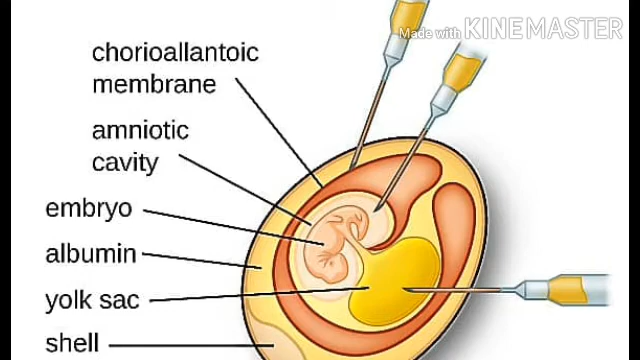 Made with KINEMASTER
chorioallantoic
membrane
amniotic
cavity
embryo
albumin
yolk sac
shell